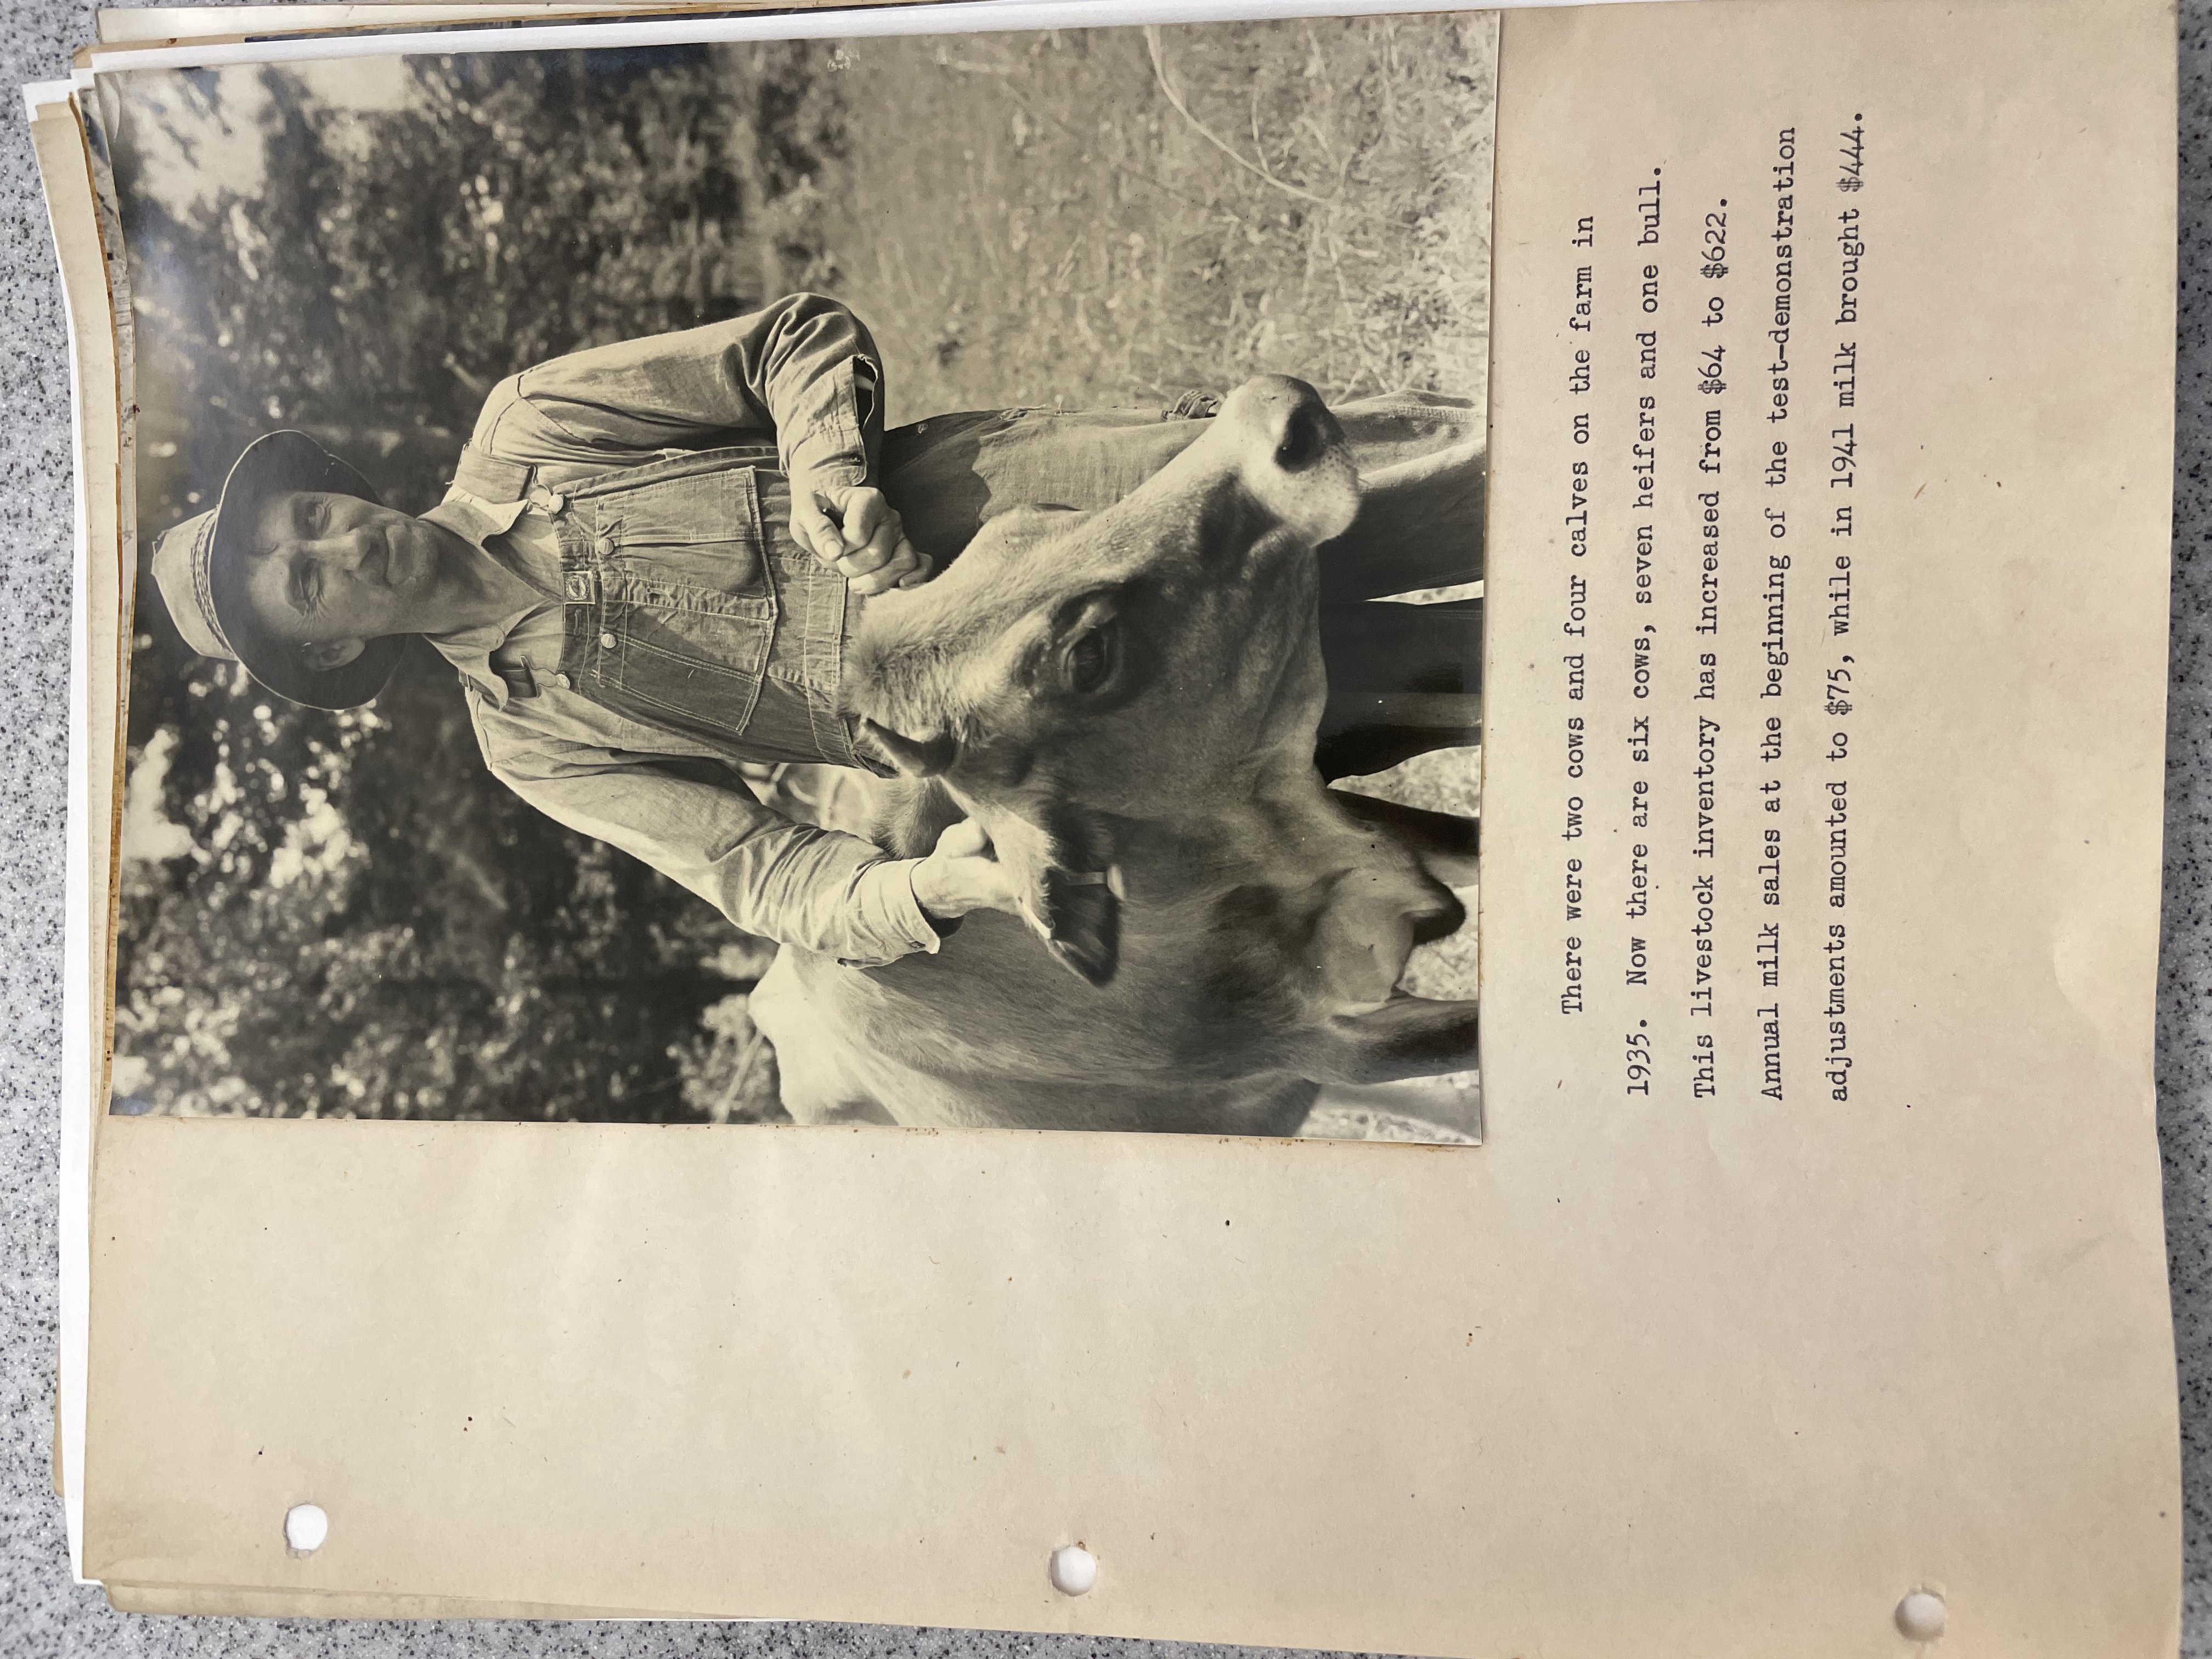 There were two cows and four calves on the farm in
1935.  Now there are six cows, seven heifers and one bull.
This livestock inventory has increased from $64 to $622.
Annual milk sales at the beginning of the test-demonstration
adjustments amounted to $75, while in 1941 milk brought $444.